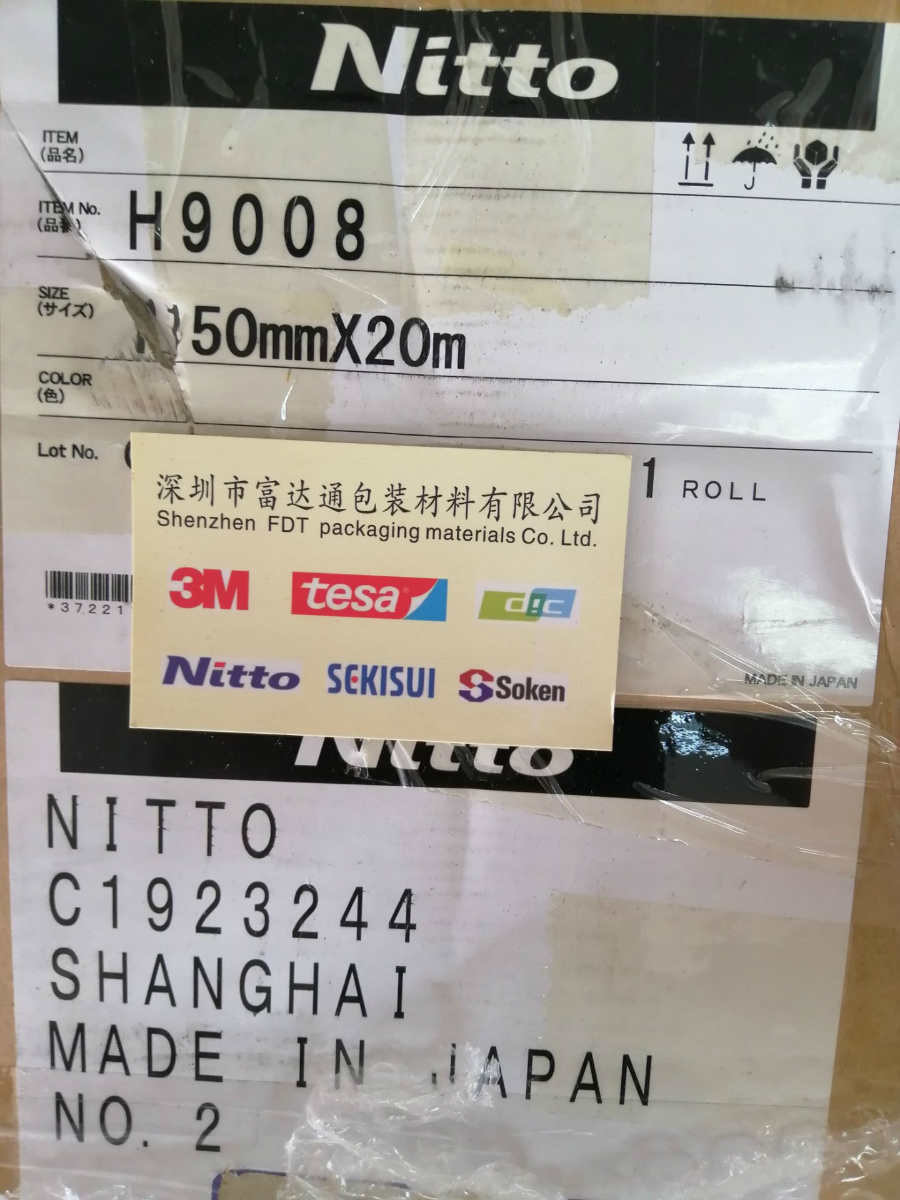 Nitto
ITEM
(品名)
ITEM No.
(品番)
H9008
SIZE
(サイズ)
50mmX20m
COLOR
(色)
Lot No.
1 ROLL
*37221
MADE IN JAPAN
深圳市富达通包装材料有限公司
Shenzhen FDT packaging materials Co. Ltd.
3M tesa dic
Nitto SEKISUI Soken
Nitto
NITTO
C1923244
SHANGHAI
MADE IN JAPAN
NO. 2